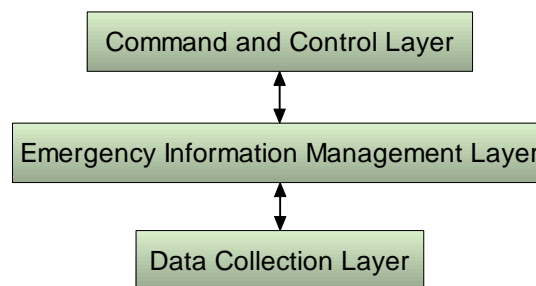 Command and Control Layer
Emergency Information Management Layer
Data Collection Layer